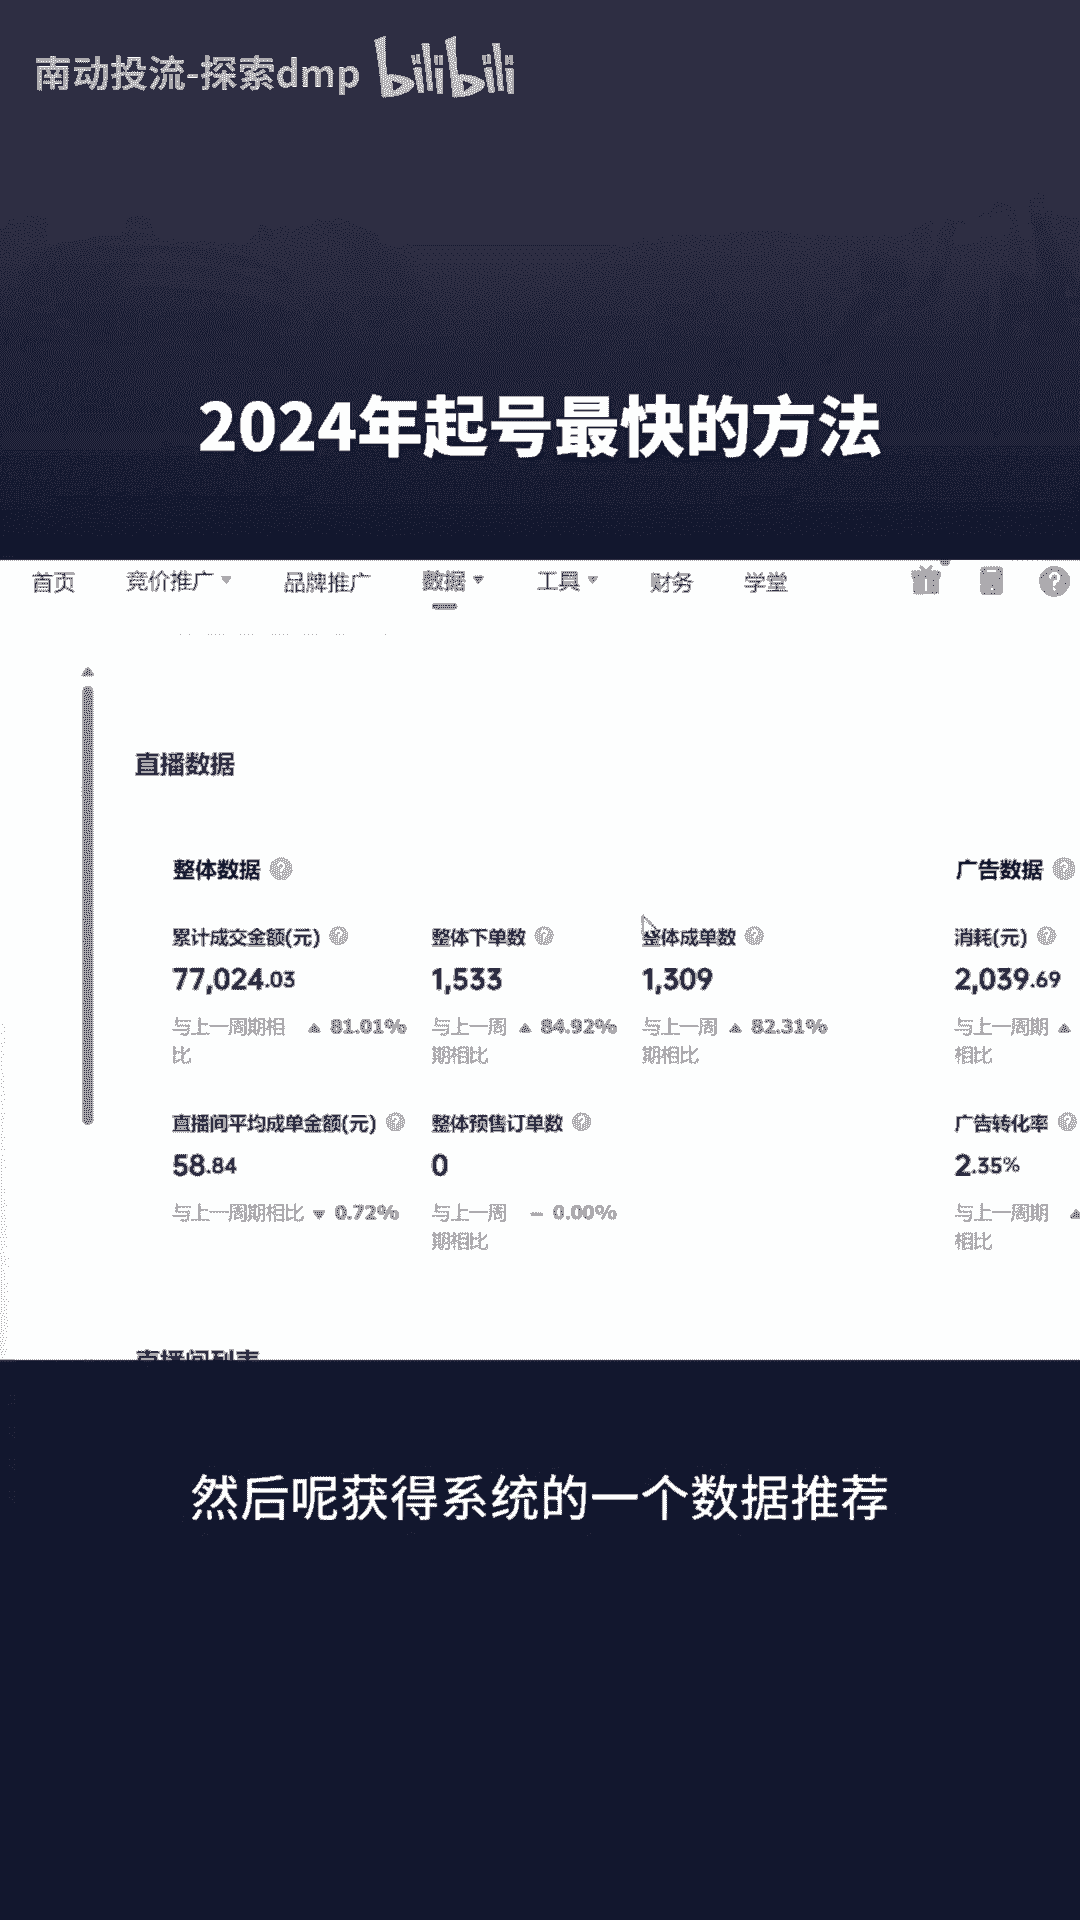 南动投流-探索dmp bilibili
2024年起号最快的方法
首页 竞价推广 品牌推广 数据 工具 财务 学堂
直播数据
整体数据 广告数据
累计成交金额(元) 整体下单数 整体成单数 消耗(元)
77,024.03 1,533 1,309 2,039.69
与上一周期相比 81.01% 与上一周期相比 84.92% 与上一周期相比 82.31% 与上一周期相比
直播间平均成单金额(元) 整体预售订单数 广告转化率
58.84 0 2.35%
与上一周期相比 0.72% 与上一周期相比 0.00% 与上一周期相比
直播间列表
然后呢获得系统的一个数据推荐